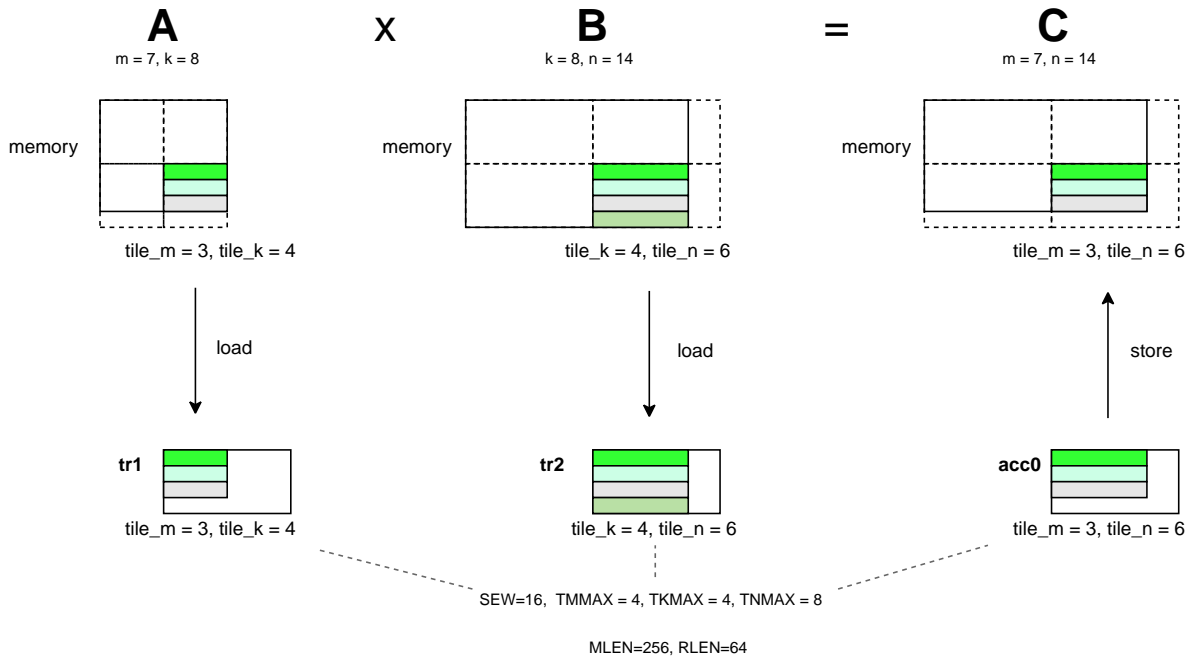 A x B = C
m = 7, k = 8
k = 8, n = 14
m = 7, n = 14
memory
memory
memory
tile_m = 3, tile_k = 4
tile_k = 4, tile_n = 6
tile_m = 3, tile_n = 6
load
load
store
tr1
tr2
acc0
tile_m = 3, tile_k = 4
tile_k = 4, tile_n = 6
tile_m = 3, tile_n = 6
SEW=16, TMMAX = 4, TKMAX = 4, TNMAX = 8
MLEN=256, RLEN=64